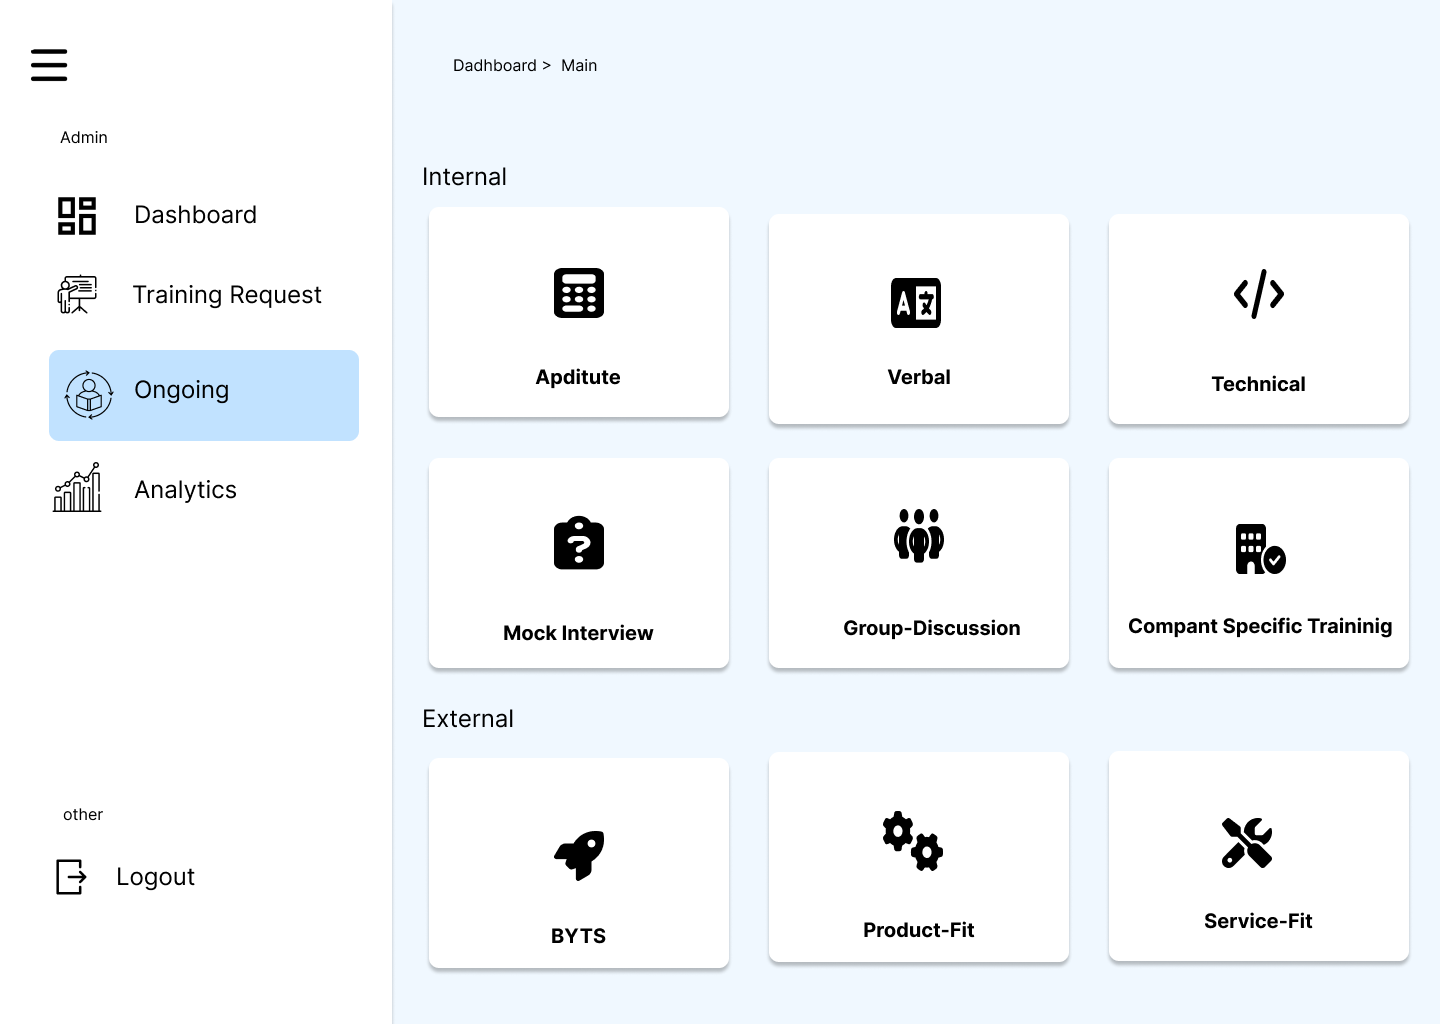 Dadhboard > Main
Admin
Dashboard
Training Request
Ongoing
Analytics
other
Logout
Internal
Apditute
Verbal
Technical
Mock Interview
Group-Discussion
Compant Specific Traininig
External
BYTS
Product-Fit
Service-Fit